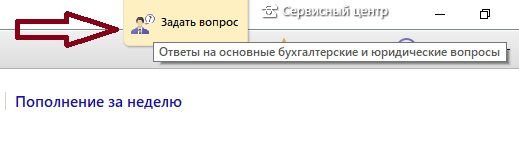 Задать вопрос
Сервисный центр
Ответы на основные бухгалтерские и юридические вопросы
Пополнение за неделю